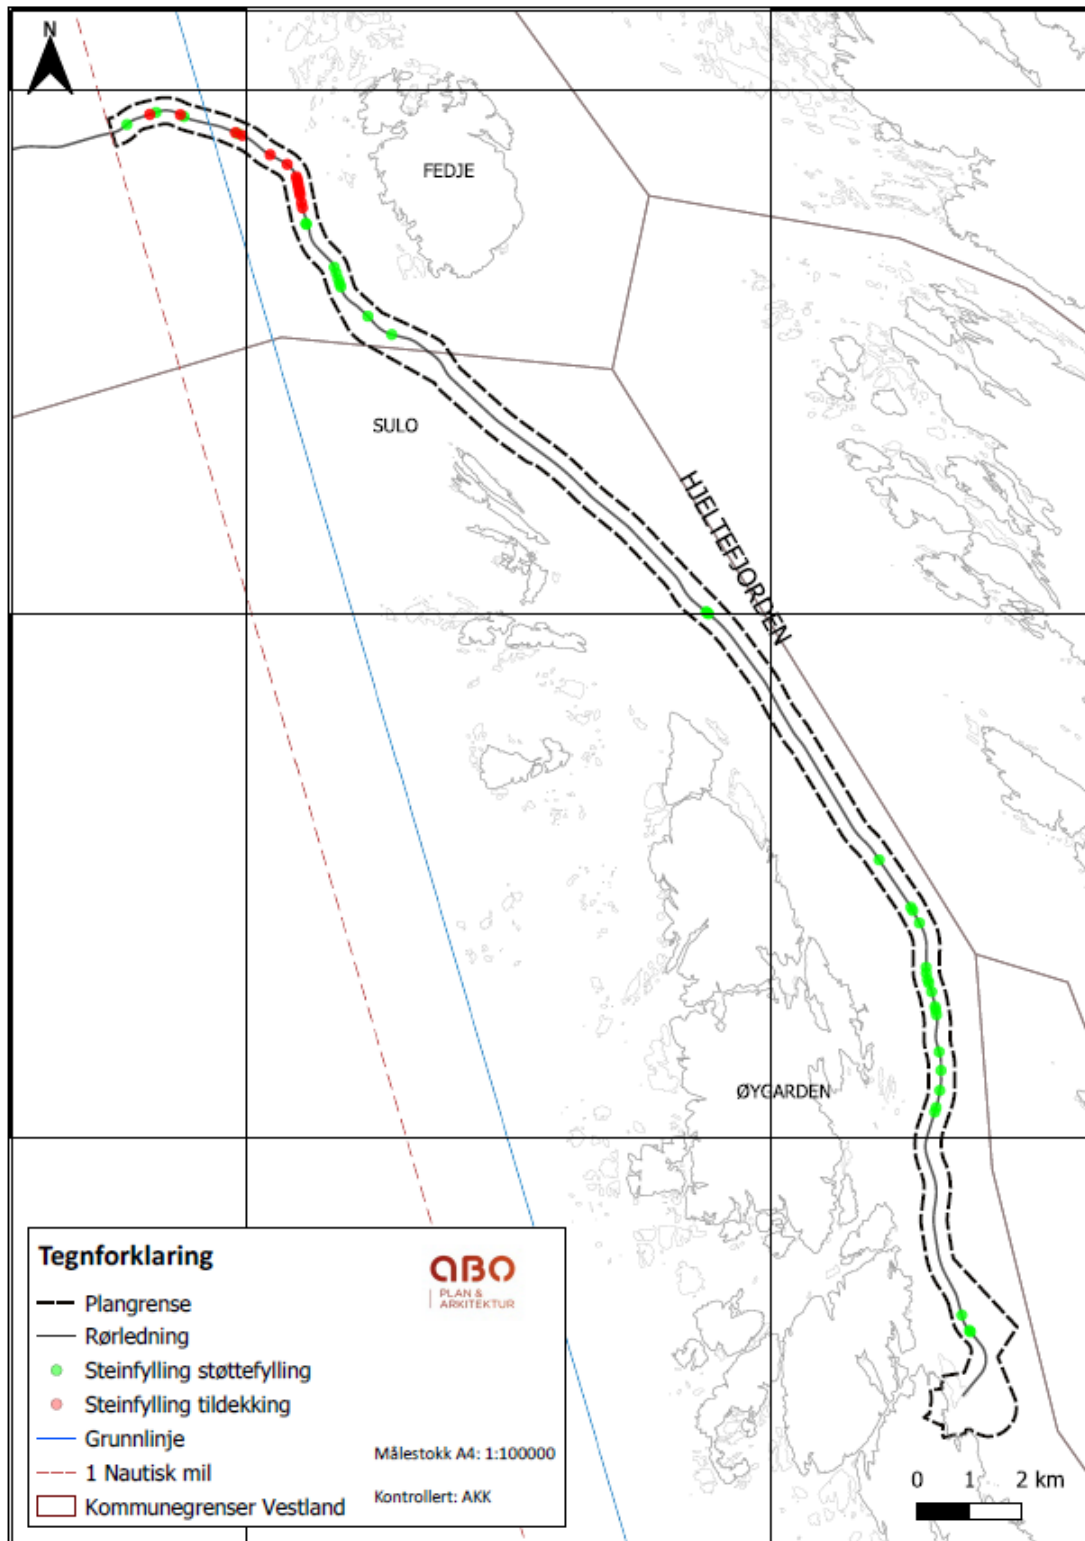 N
FEDJE
SULO
HJELTEFJORDEN
ØYGARDEN
Tegnforklaring
ABO
PLAN &
ARKITEKTUR
Plangrense
Rørledning
Steinfylling støttefylling
Steinfylling tildekking
Grunnlinje
1 Nautisk mil
Kommunegrenser Vestland
Målestokk A4: 1:100000
Kontrollert: AKK
0 1 2 km